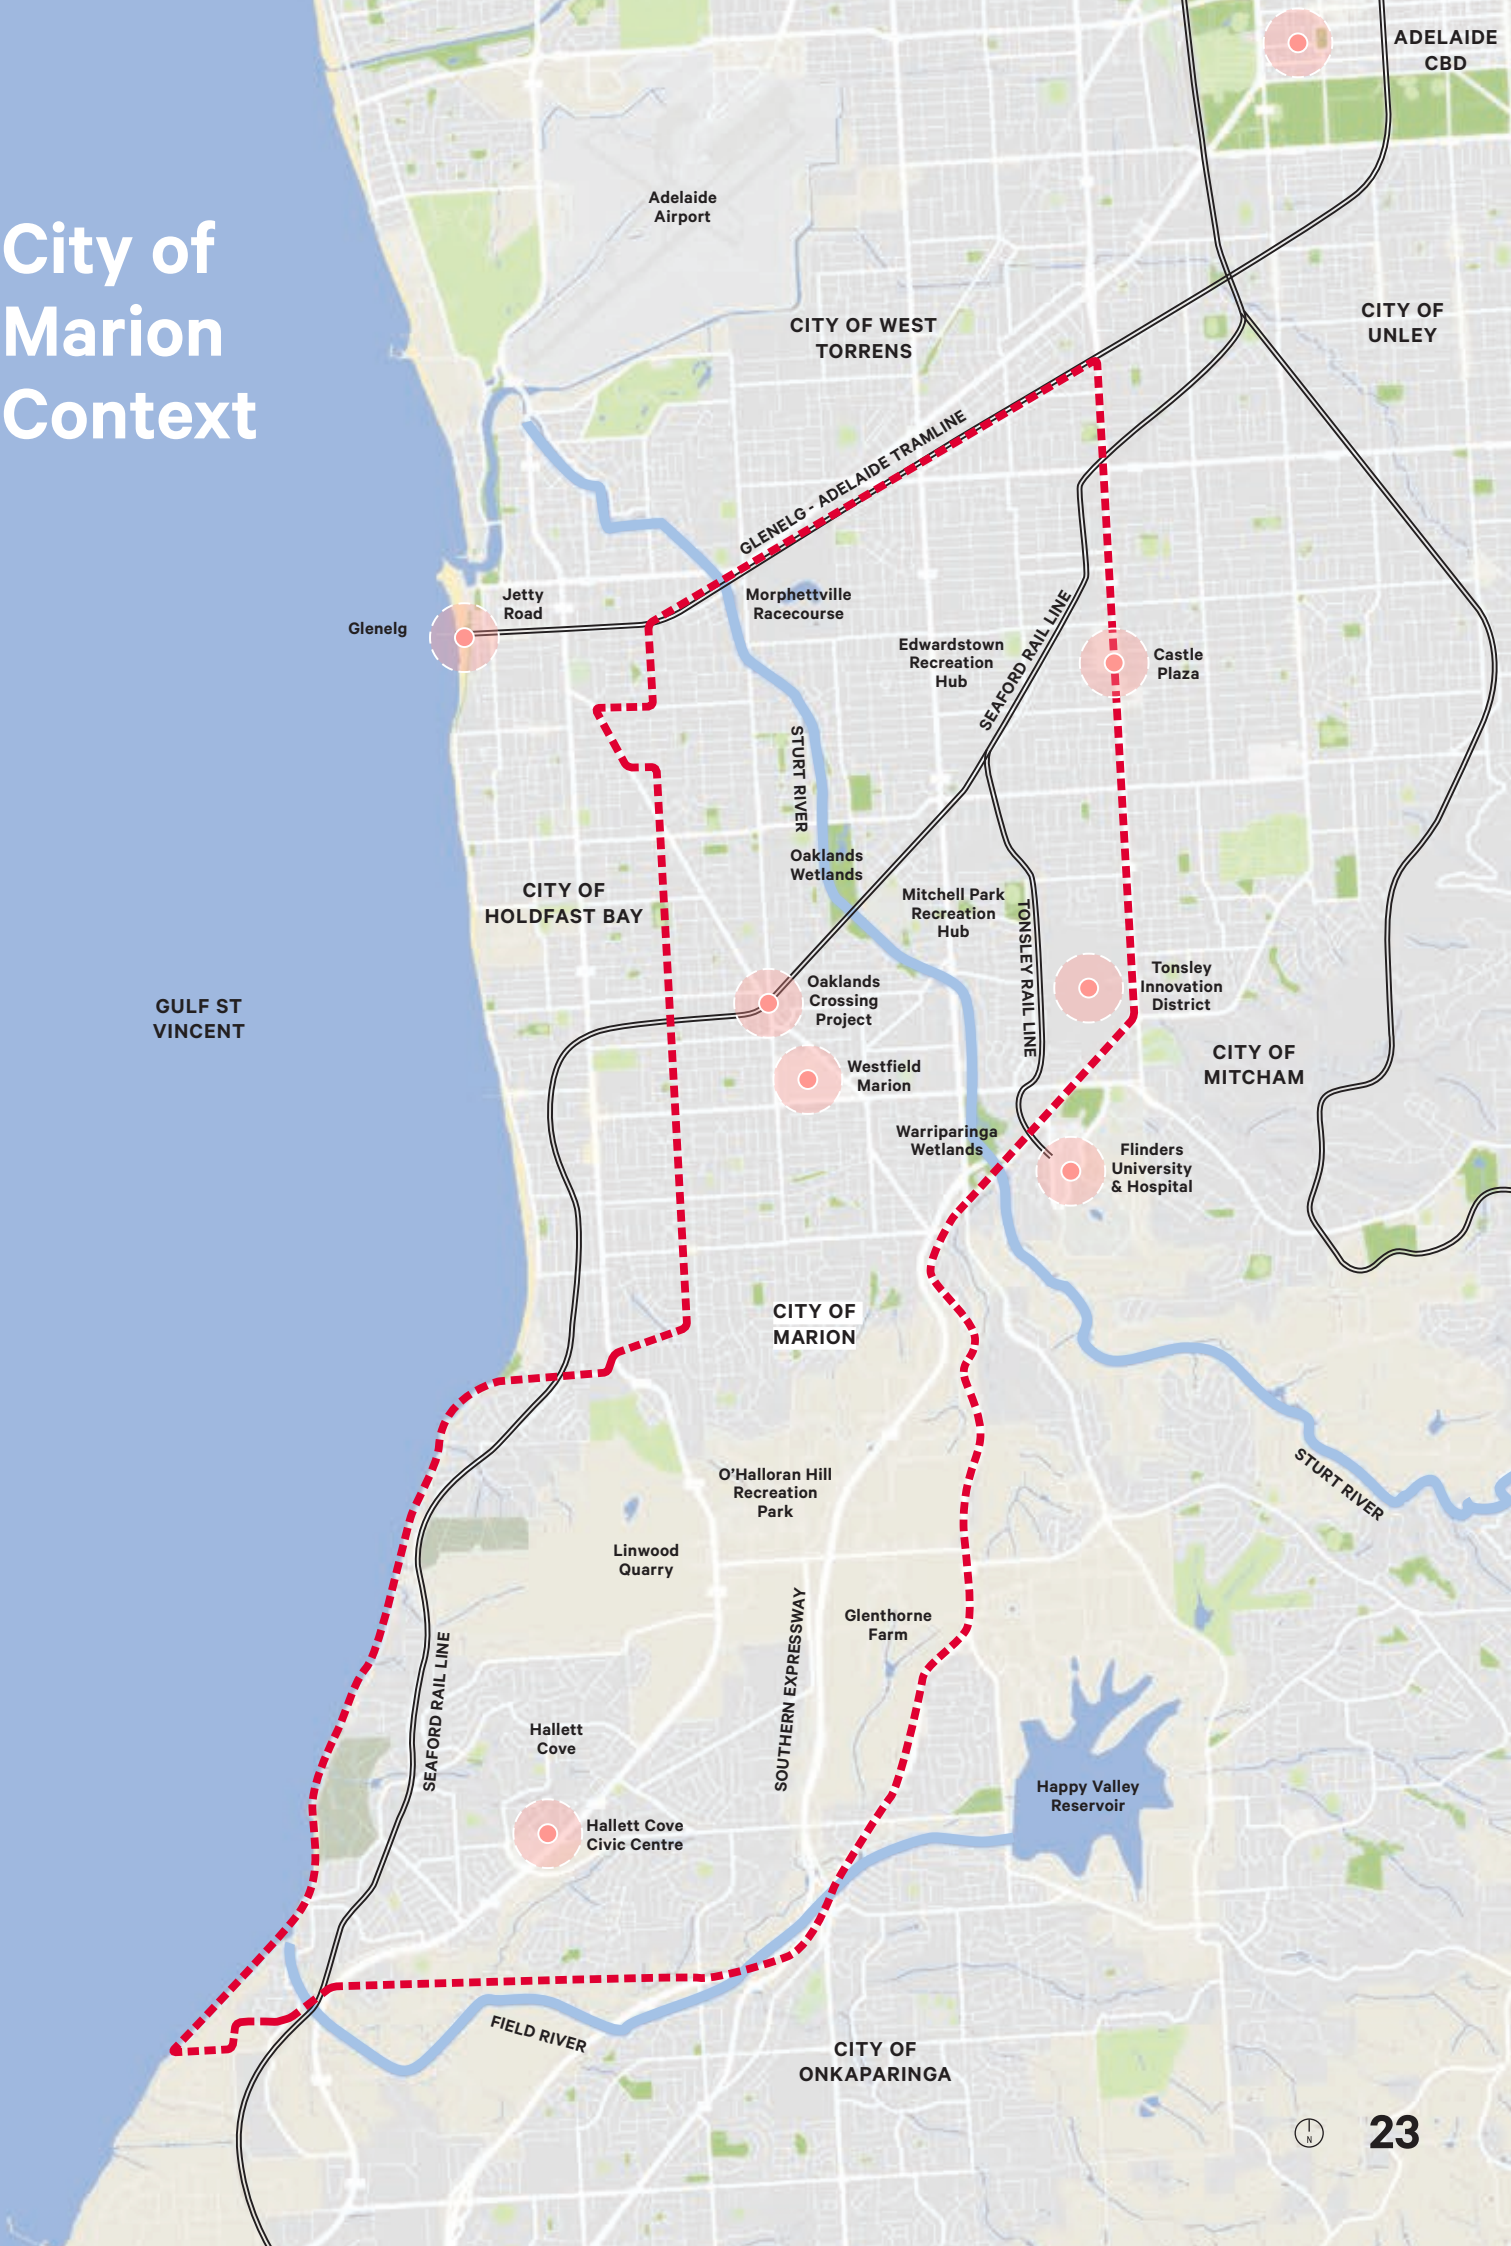 City of
Marion
Context
ADELAIDE
CBD
Adelaide
Airport
CITY OF WEST
TORRENS
CITY OF
UNLEY
GLENELG - ADELAIDE TRAMLINE
Jetty
Road
Glenelg
Morphettville
Racecourse
Edwardstown
Recreation
Hub
SEAFORD RAIL LINE
Castle
Plaza
STURT RIVER
Oaklands
Wetlands
CITY OF
HOLDFAST BAY
Mitchell Park
Recreation
Hub
TONSLEY RAIL LINE
Oaklands
Crossing
Project
Tonsley
Innovation
District
GULF ST
VINCENT
CITY OF
MITCHAM
Westfield
Marion
Warriparinga
Wetlands
Flinders
University
& Hospital
CITY OF
MARION
O'Halloran Hill
Recreation
Park
STURT RIVER
Linwood
Quarry
Glenthorne
Farm
SOUTHERN EXPRESSWAY
SEAFORD RAIL LINE
Hallett
Cove
Happy Valley
Reservoir
Hallett Cove
Civic Centre
FIELD RIVER
CITY OF
ONKAPARINGA
N
23